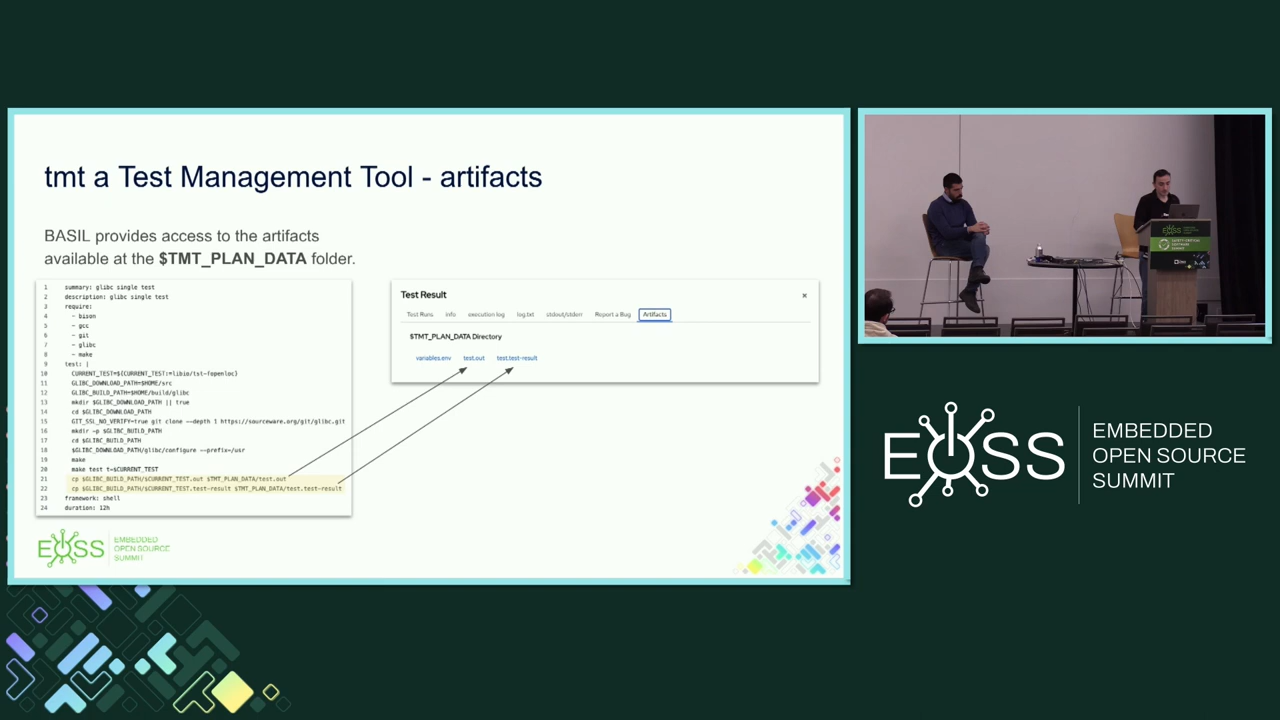 tmt a Test Management Tool - artifacts
BASIL provides access to the artifacts
available at the $TMT_PLAN_DATA folder.
1 summary: glibc single test
2 description: glibc single test
3 require:
4 - bison
5 - gcc
6 - git
7 - glibc
8 - make
9 test: |
10 CURRENT_TEST=${CURRENT_TEST:=libio/tst-fopenloc}
11 GLIBC_DOWNLOAD_PATH=$HOME/src
12 GLIBC_BUILD_PATH=$HOME/build/glibc
13 mkdir $GLIBC_DOWNLOAD_PATH || true
14 cd $GLIBC_DOWNLOAD_PATH
15 GIT_SSL_NO_VERIFY=true git clone --depth 1 https://sourceware.org/git/glibc.git
16 mkdir -p $GLIBC_BUILD_PATH
17 cd $GLIBC_BUILD_PATH
18 $GLIBC_DOWNLOAD_PATH/glibc/configure --prefix=/usr
19 make
20 make test t=$CURRENT_TEST
21 cp $GLIBC_BUILD_PATH/$CURRENT_TEST.out $TMT_PLAN_DATA/test.out
22 cp $GLIBC_BUILD_PATH/$CURRENT_TEST.test-result $TMT_PLAN_DATA/test.test-result
23 framework: shell
24 duration: 12h
Test Result ×
Test Runs Info execution log log.txt stdout/stderr Report a Bug Artifacts
$TMT_PLAN_DATA Directory
variables.env test.out test.test-result
EOSS
EMBEDDED
OPEN SOURCE
SUMMIT
EOSS
EMBEDDED
OPEN SOURCE
SUMMIT